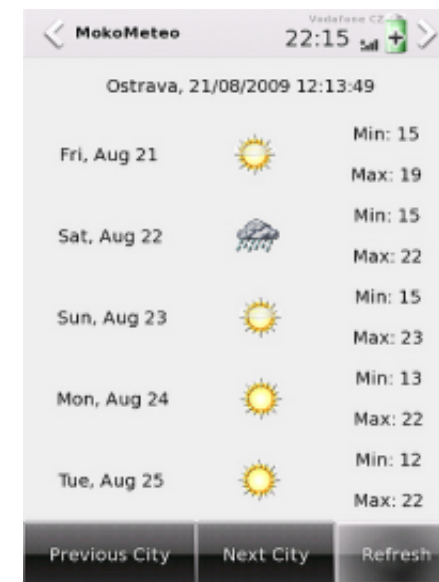 MokoMeteo
Vodafone CZ
22:15
Ostrava, 21/08/2009 12:13:49
Fri, Aug 21
Min: 15
Max: 19
Sat, Aug 22
Min: 15
Max: 22
Sun, Aug 23
Min: 15
Max: 23
Mon, Aug 24
Min: 13
Max: 22
Tue, Aug 25
Min: 12
Max: 22
Previous City
Next City
Refresh